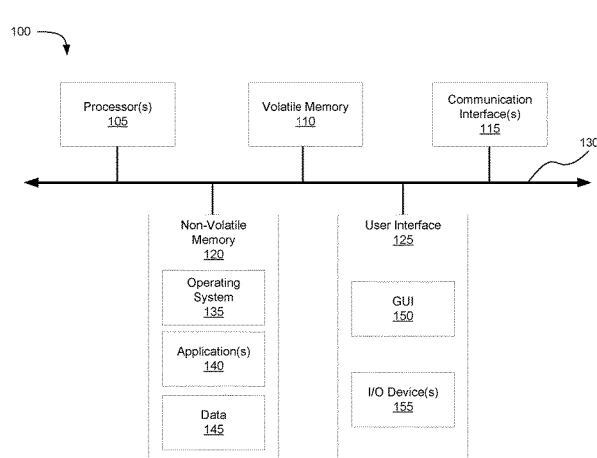 100
Processor(s)
105
Volatile Memory
110
Communication
Interface(s)
115
130
Non-Volatile
Memory
120
Operating
System
135
Application(s)
140
Data
145
User Interface
125
GUI
150
I/O Device(s)
155